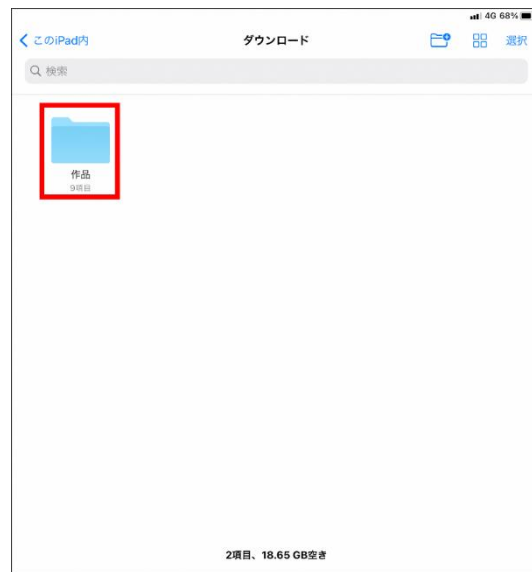 4G 68%
このiPad内 ダウンロード 選択
検索
作品
9項目
2項目、18.65 GB空き